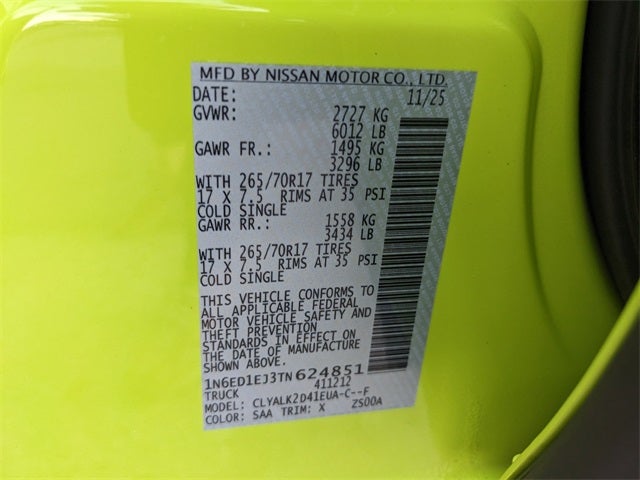 MFD BY NISSAN MOTOR CO., LTD.
DATE: 11/25
GVWR: 2727 KG
6012 LB
GAWR FR.: 1495 KG
3296 LB
WITH 265/70R17 TIRES
17 X 7.5 RIMS AT 35 PSI
COLD SINGLE
GAWR RR.: 1558 KG
3434 LB
WITH 265/70R17 TIRES
17 X 7.5 RIMS AT 35 PSI
COLD SINGLE
THIS VEHICLE CONFORMS TO
ALL APPLICABLE FEDERAL
MOTOR VEHICLE SAFETY AND
THEFT PREVENTION
STANDARDS IN EFFECT ON
THE DATE OF MANUFACTURE
SHOWN ABOVE.
1N6ED1EJ3TN624851
TRUCK 411212
MODEL: CLYALK2D41EUA-C--F
COLOR: SAA TRIM: X ZS00A